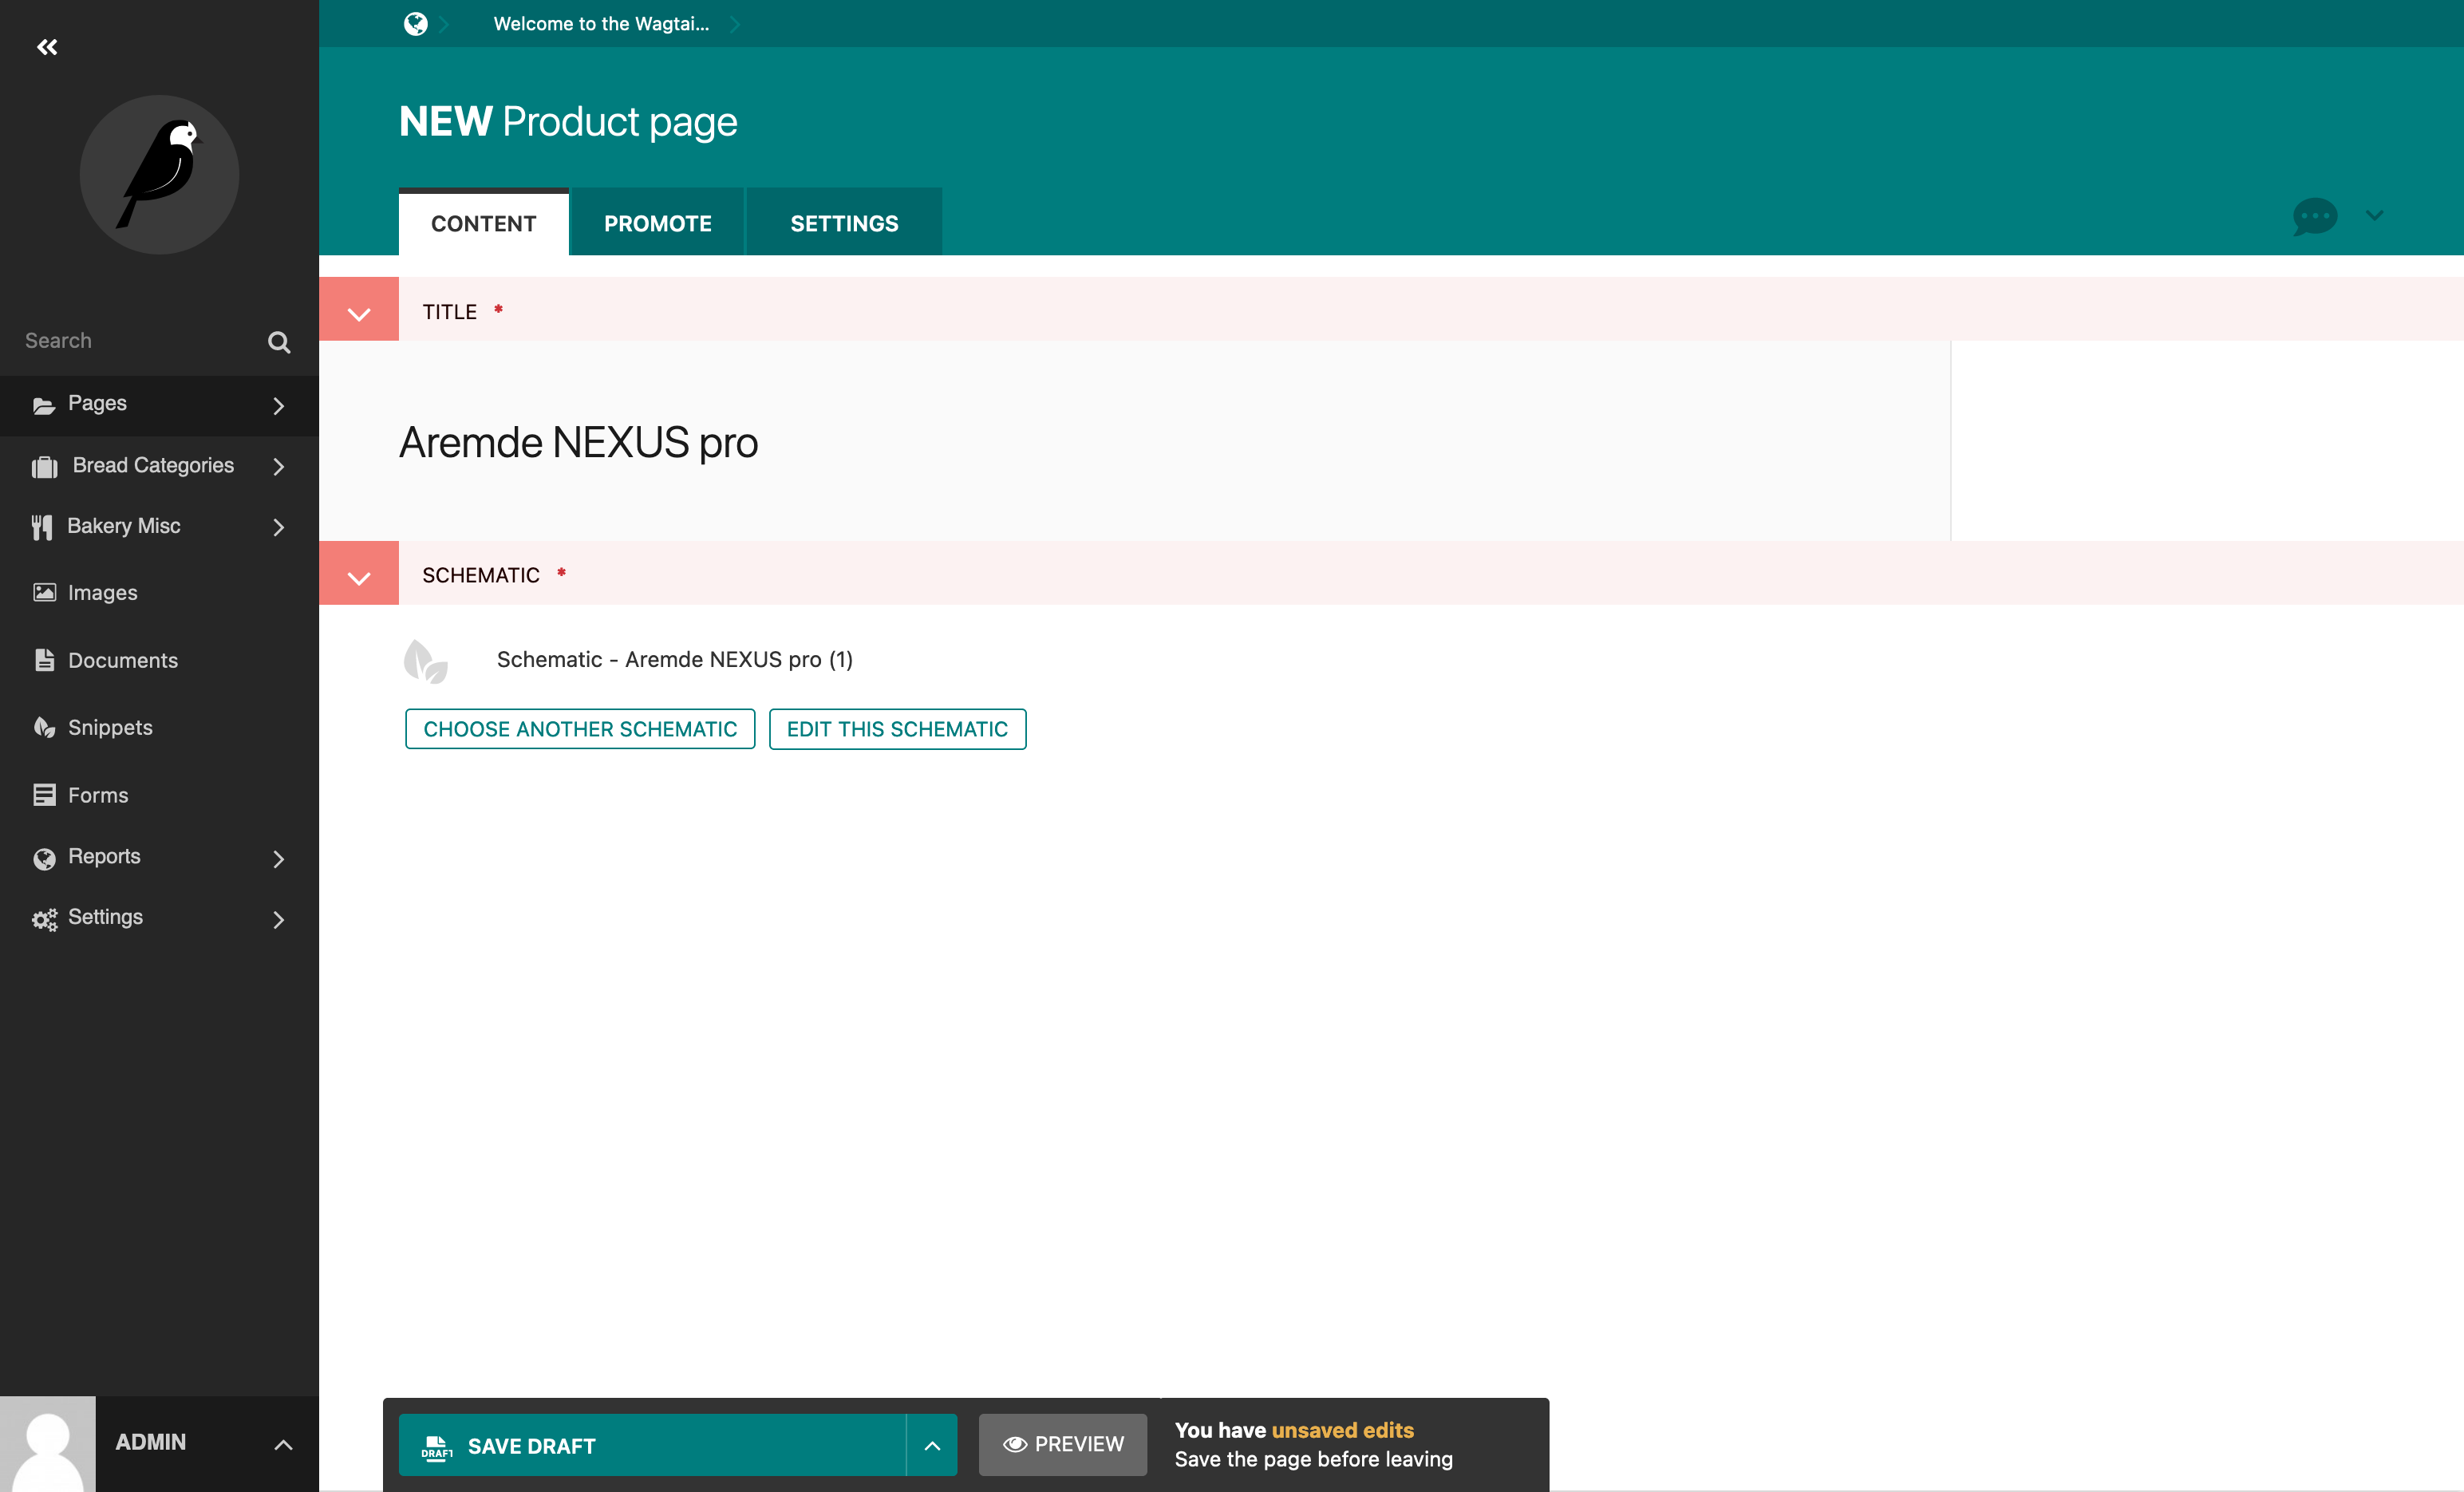 Welcome to the Wagtai...
NEW Product page
CONTENT
PROMOTE
SETTINGS
Search
Pages
Bread Categories
Bakery Misc
Images
Documents
Snippets
Forms
Reports
Settings
ADMIN
TITLE *
Aremde NEXUS pro
SCHEMATIC *
Schematic - Aremde NEXUS pro (1)
CHOOSE ANOTHER SCHEMATIC
EDIT THIS SCHEMATIC
DRAFT SAVE DRAFT
PREVIEW
You have unsaved edits
Save the page before leaving